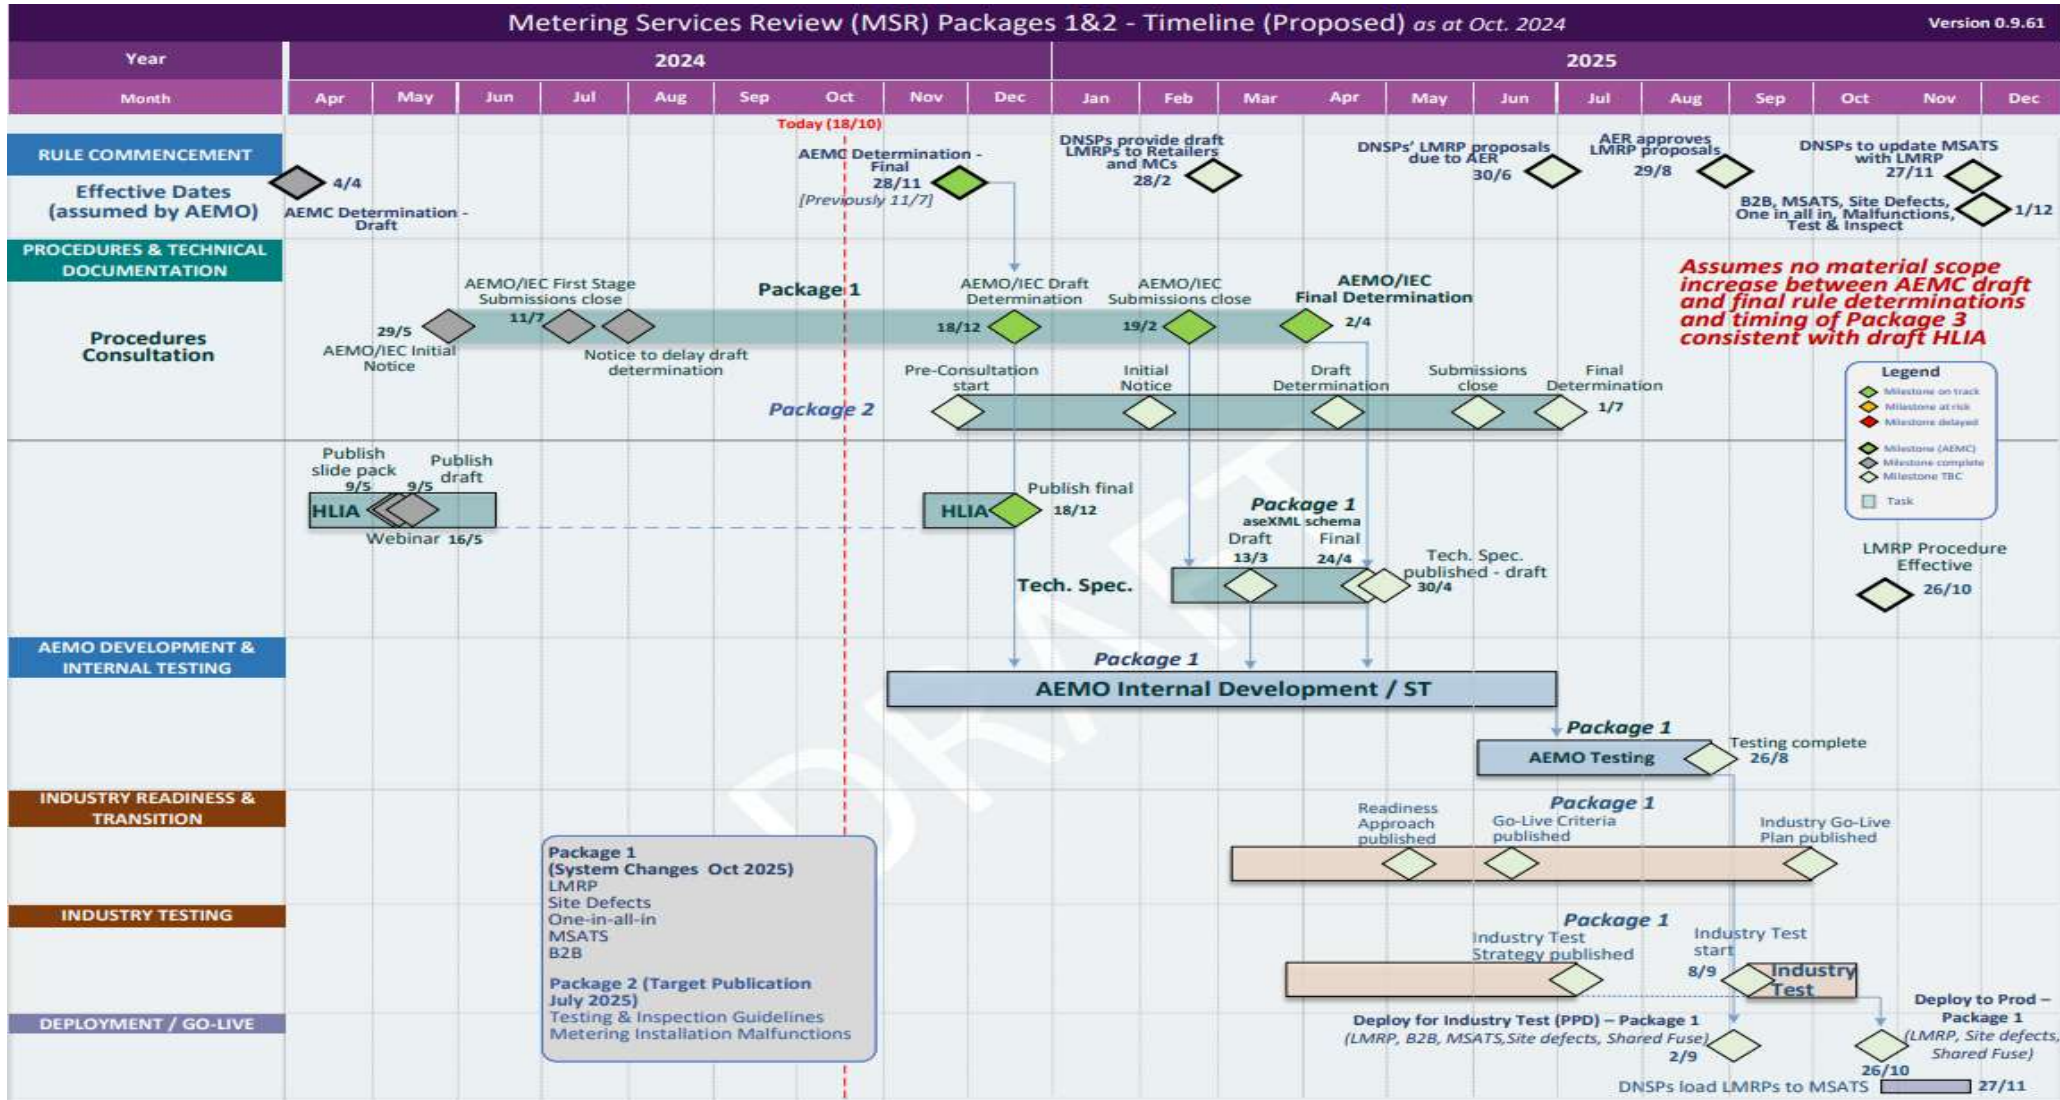 Metering Services Review (MSR) Packages 1&2 - Timeline (Proposed) as at Oct. 2024
Version 0.9.61
Year
2024
2025
Month
Apr
May
Jun
Jul
Aug
Sep
Oct
Nov
Dec
Jan
Feb
Mar
Apr
May
Jun
Jul
Aug
Sep
Oct
Nov
Dec
Today (18/10)
RULE COMMENCEMENT
Effective Dates
(assumed by AEMO)
4/4
AEMC Determination -
Draft
AEMC Determination -
Final
28/11
[Previously 11/7]
DNSPs provide draft
LMRPs to Retailers
and MCs
28/2
DNSPs' LMRP proposals
due to AER
30/6
AER approves
LMRP proposals
29/8
DNSPs to update MSATS
with LMRP
27/11
B2B, MSATS, Site Defects,
One in all in, Malfunctions,
Test & Inspect
1/12
PROCEDURES & TECHNICAL
DOCUMENTATION
Procedures
Consultation
29/5
AEMO/IEC Initial
Notice
AEMO/IEC First Stage
Submissions close
11/7
Notice to delay draft
determination
Package 1
AEMO/IEC Draft
Determination
18/12
AEMO/IEC
Submissions close
19/2
AEMO/IEC
Final Determination
2/4
Assumes no material scope
increase between AEMC draft
and final rule determinations
and timing of Package 3
consistent with draft HLIA
Package 2
Pre-Consultation
start
Initial
Notice
Draft
Determination
Submissions
close
Final
Determination
1/7
Legend
Milestone on track
Milestone at risk
Milestone delayed
Milestone (AEMC)
Milestone complete
Milestone TBC
Task
Publish
slide pack
9/5
Publish
draft
9/5
HLIA
Webinar 16/5
HLIA
Publish final
18/12
Package 1
aseXML schema
Draft
13/3
Final
24/4
Tech. Spec.
Tech. Spec.
published - draft
30/4
LMRP Procedure
Effective
26/10
DRAFT
AEMO DEVELOPMENT &
INTERNAL TESTING
Package 1
AEMO Internal Development / ST
Package 1
AEMO Testing
Testing complete
26/8
INDUSTRY READINESS &
TRANSITION
Package 1
Readiness
Approach
published
Go-Live Criteria
published
Industry Go-Live
Plan published
Package 1
(System Changes Oct 2025)
LMRP
Site Defects
One-in-all-in
MSATS
B2B
Package 2 (Target Publication
July 2025)
Testing & Inspection Guidelines
Metering Installation Malfunctions
INDUSTRY TESTING
Package 1
Industry Test
Strategy published
Industry Test
start
8/9
Industry
Test
DEPLOYMENT / GO-LIVE
Deploy for Industry Test (PPD) – Package 1
(LMRP, B2B, MSATS,Site defects, Shared Fuse)
2/9
Deploy to Prod –
Package 1
(LMRP, Site defects,
Shared Fuse)
26/10
DNSPs load LMRPs to MSATS
27/11